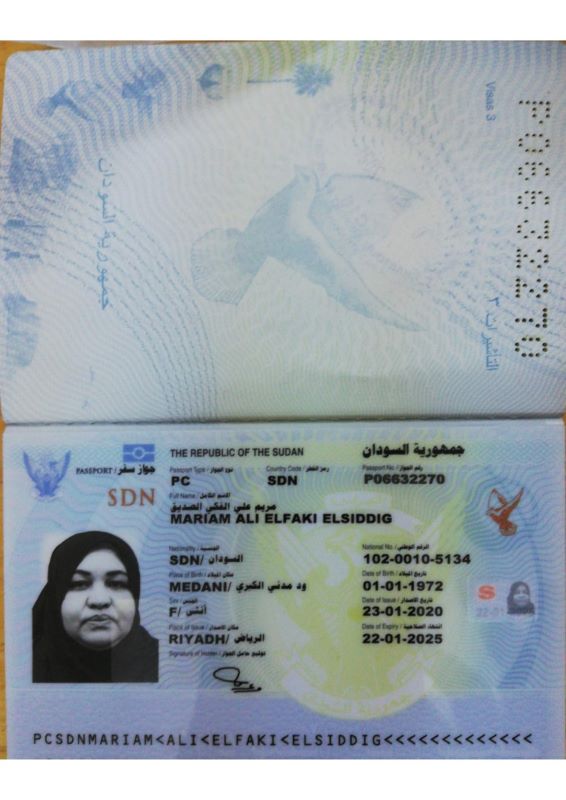 Visas 3
التأشيرات ٣
P06632270
جمهورية السودان
THE REPUBLIC OF THE SUDAN
جمهورية السودان
PASSPORT / جواز سفر
SDN
Passport Type / نوع الجواز
Country Code / رمز القطر
Passport No. / رقم الجواز
PC
SDN
P06632270
Full Name / الاسم الكامل
مريم علي الفكي الصديق
MARIAM ALI ELFAKI ELSIDDIG
Nationality / الجنسية
National No. / الرقم الوطني
SDN/ السودان
102-0010-5134
Place of Birth / مكان الميلاد
Date of Birth / تاريخ الميلاد
MEDANI/ ود مدني الكبري
01-01-1972
Sex / الجنس
Date of Issue / تاريخ الاصدار
F/ أنثى
23-01-2020
S
Place of Issue / مكان الاصدار
Date of Expiry / انتهاء الصلاحية
RIYADH/ الرياض
22-01-2025
Signature of Holder / توقيع حامل الجواز
PCSDNMARIAM<ALI<ELFAKI<ELSIDDIG<<<<<<<<<<<<<